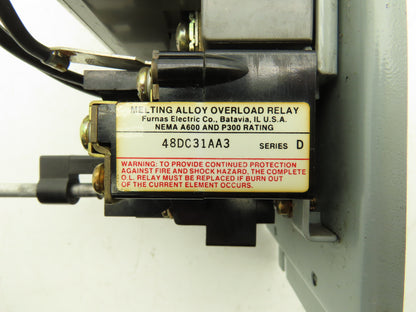 MELTING ALLOY OVERLOAD RELAY
Furnas Electric Co., Batavia, IL U.S.A.
NEMA A600 AND P300 RATING
48DC31AA3 SERIES D
WARNING: TO PROVIDE CONTINUED PROTECTION
AGAINST FIRE AND SHOCK HAZARD, THE COMPLETE
O.L. RELAY MUST BE REPLACED IF BURN OUT
OF THE CURRENT ELEMENT OCCURS.